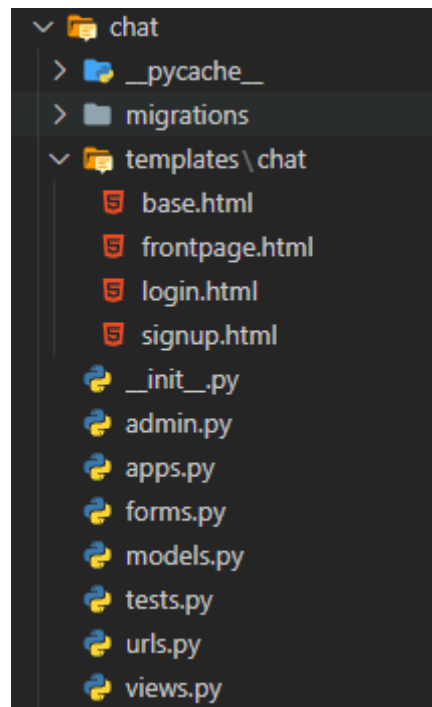 chat
__pycache__
migrations
templates\chat
base.html
frontpage.html
login.html
signup.html
__init__.py
admin.py
apps.py
forms.py
models.py
tests.py
urls.py
views.py